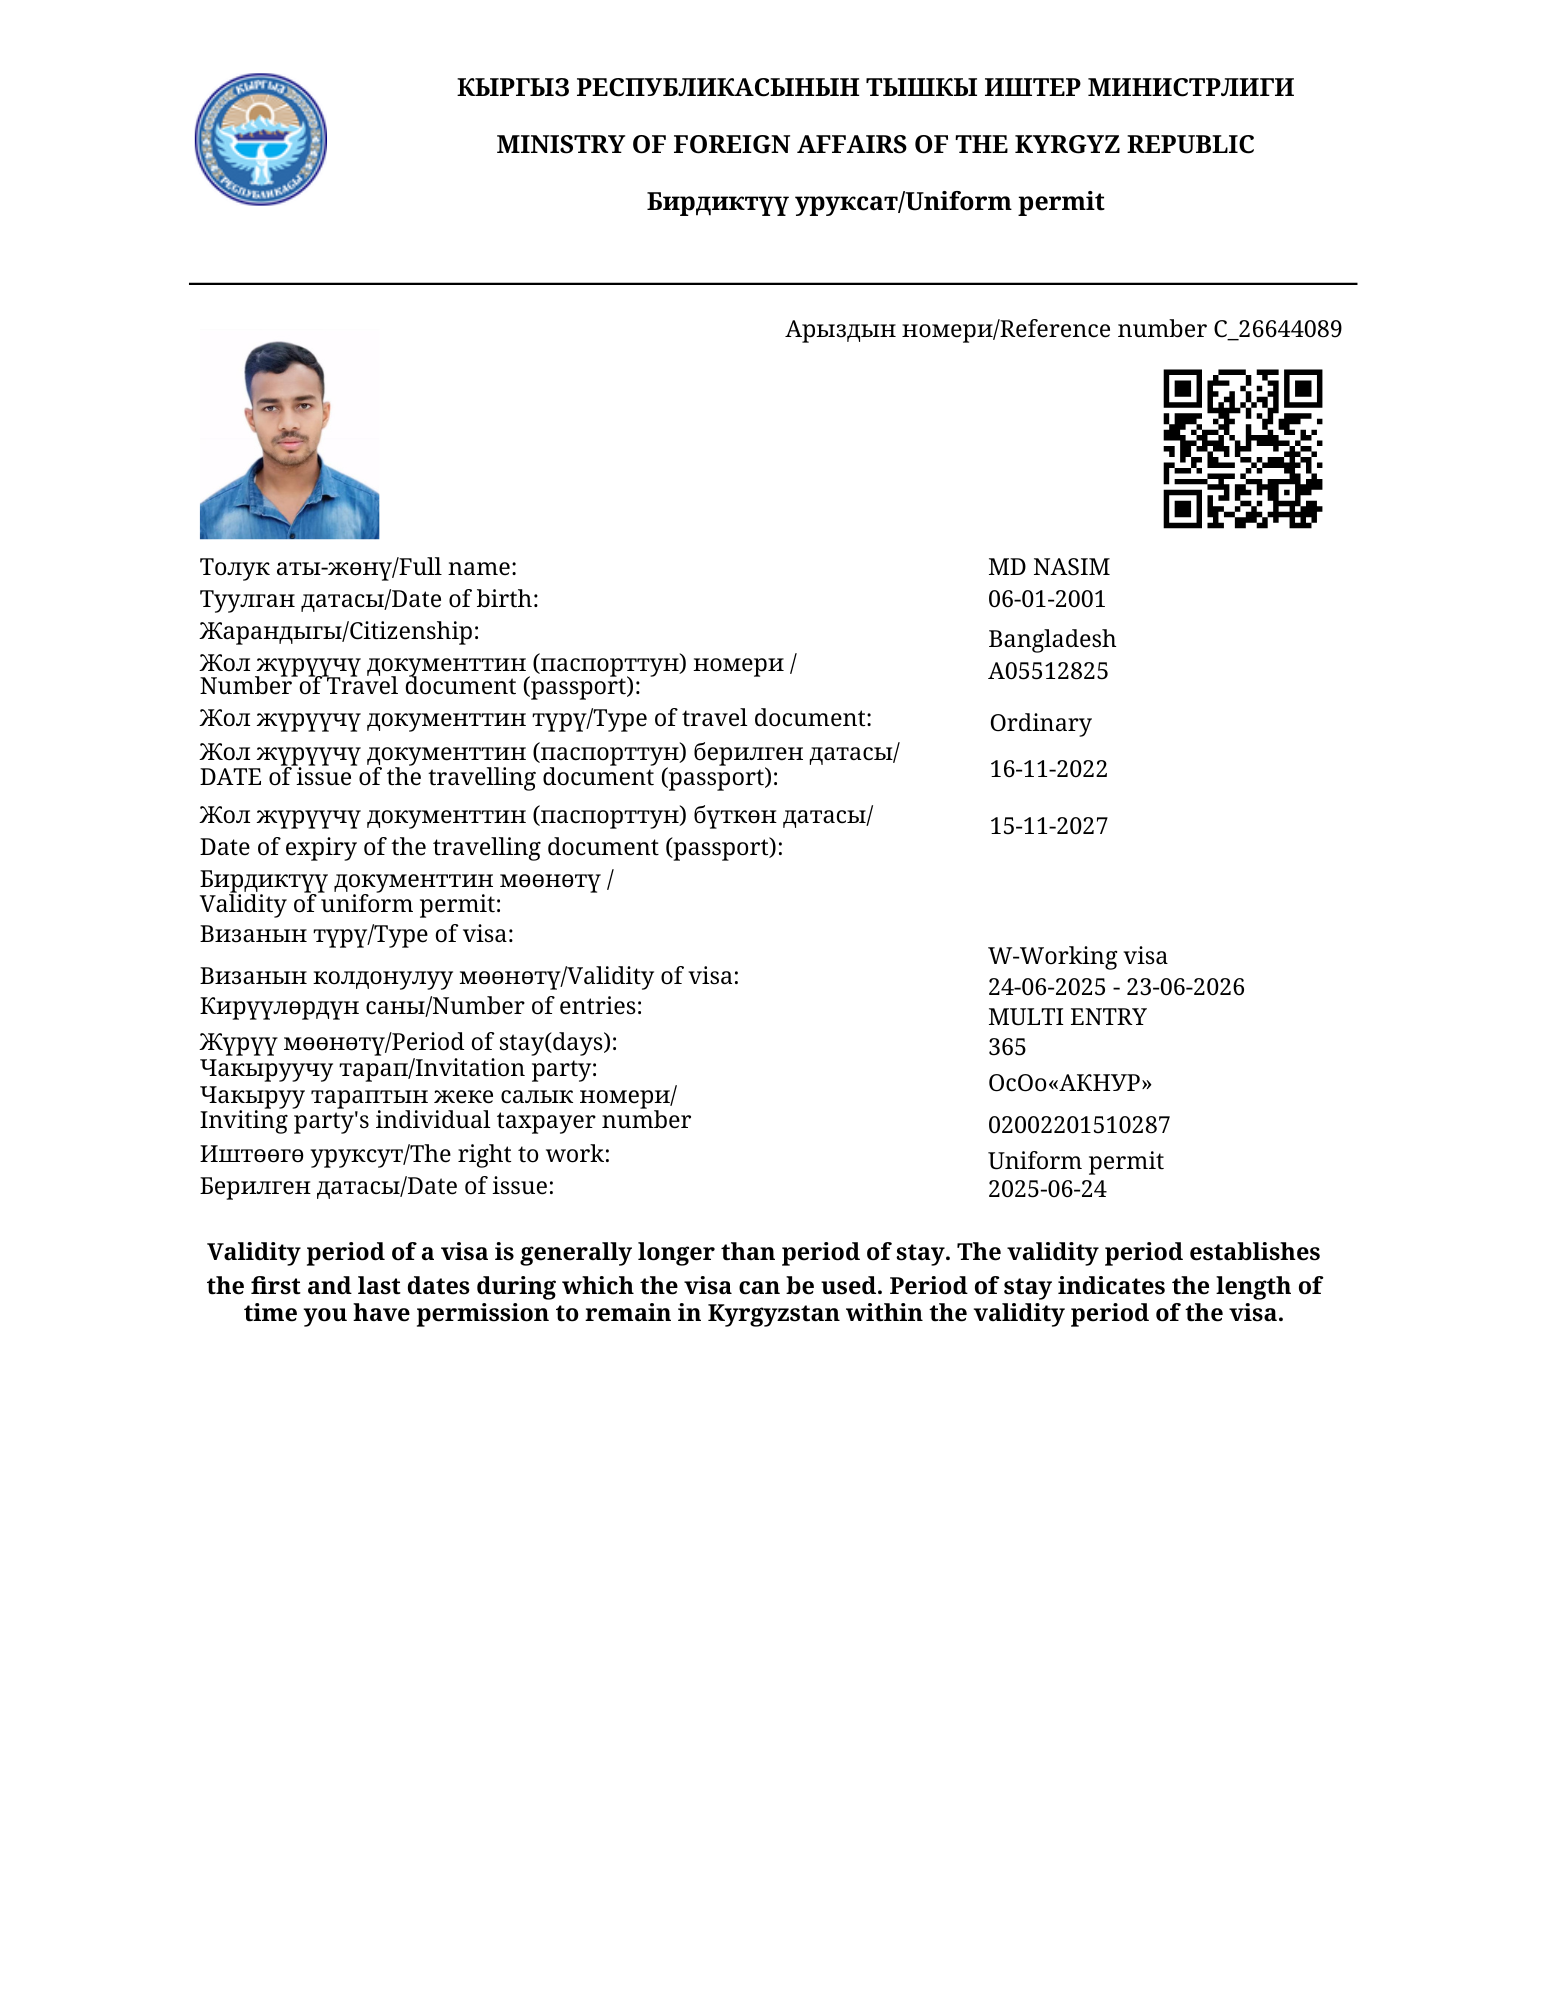 КЫРГЫЗ РЕСПУБЛИКАСЫНЫН ТЫШКЫ ИШТЕР МИНИСТРЛИГИ
MINISTRY OF FOREIGN AFFAIRS OF THE KYRGYZ REPUBLIC
Бирдиктүү уруксат/Uniform permit
КЫРГЫЗ
РЕСПУБЛИКАСЫ
Арыздын номери/Reference number C_26644089
Толук аты-жөнү/Full name: MD NASIM
Туулган датасы/Date of birth: 06-01-2001
Жарандыгы/Citizenship: Bangladesh
Жол жүрүүчү документтин (паспорттун) номери /
Number of Travel document (passport): A05512825
Жол жүрүүчү документтин түрү/Type of travel document: Ordinary
Жол жүрүүчү документтин (паспорттун) берилген датасы/
DATE of issue of the travelling document (passport): 16-11-2022
Жол жүрүүчү документтин (паспорттун) бүткөн датасы/
Date of expiry of the travelling document (passport): 15-11-2027
Бирдиктүү документтин мөөнөтү /
Validity of uniform permit:
Визанын түрү/Type of visa: W-Working visa
Визанын колдонулуу мөөнөтү/Validity of visa: 24-06-2025 - 23-06-2026
Кирүүлөрдүн саны/Number of entries: MULTI ENTRY
Жүрүү мөөнөтү/Period of stay(days): 365
Чакыруучу тарап/Invitation party: ОсОо«АКНУР»
Чакыруу тараптын жеке салык номери/
Inviting party's individual taxpayer number 02002201510287
Иштөөгө уруксут/The right to work: Uniform permit
Берилген датасы/Date of issue: 2025-06-24
Validity period of a visa is generally longer than period of stay. The validity period establishes
the first and last dates during which the visa can be used. Period of stay indicates the length of
time you have permission to remain in Kyrgyzstan within the validity period of the visa.